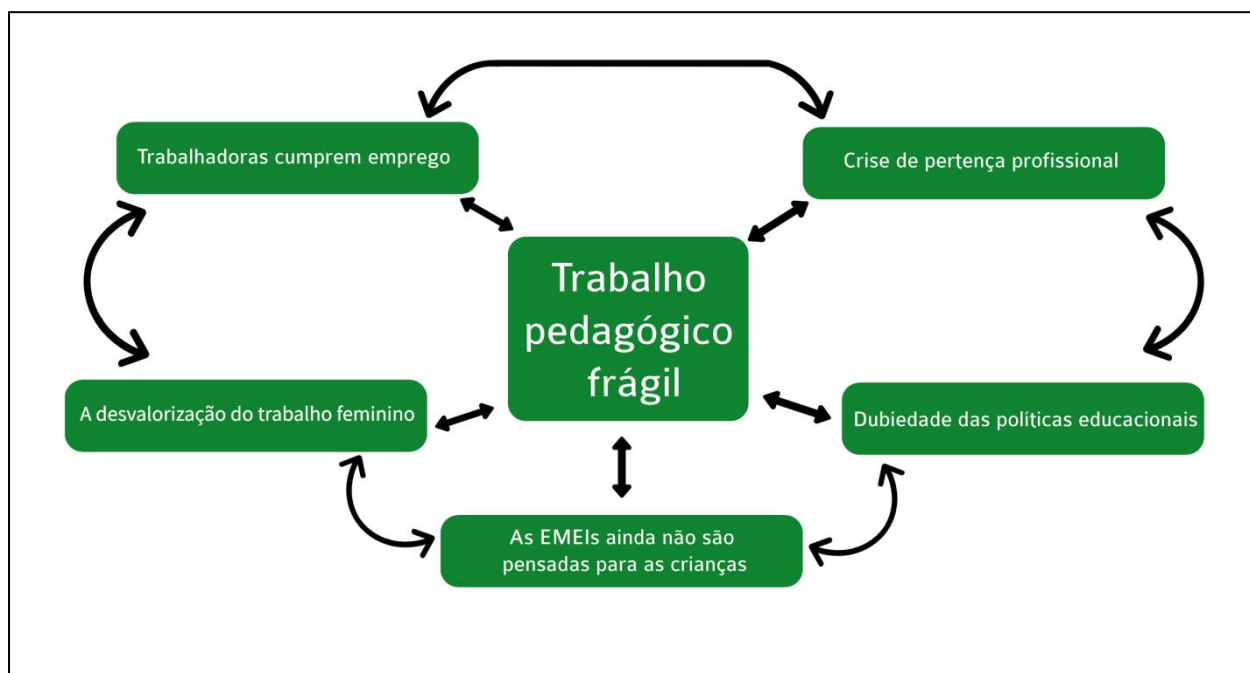 Trabalhadoras cumprem emprego
Crise de pertença profissional
Trabalho
pedagógico
frágil
A desvalorização do trabalho feminino
Dubiedade das políticas educacionais
As EMEIs ainda não são
pensadas para as crianças